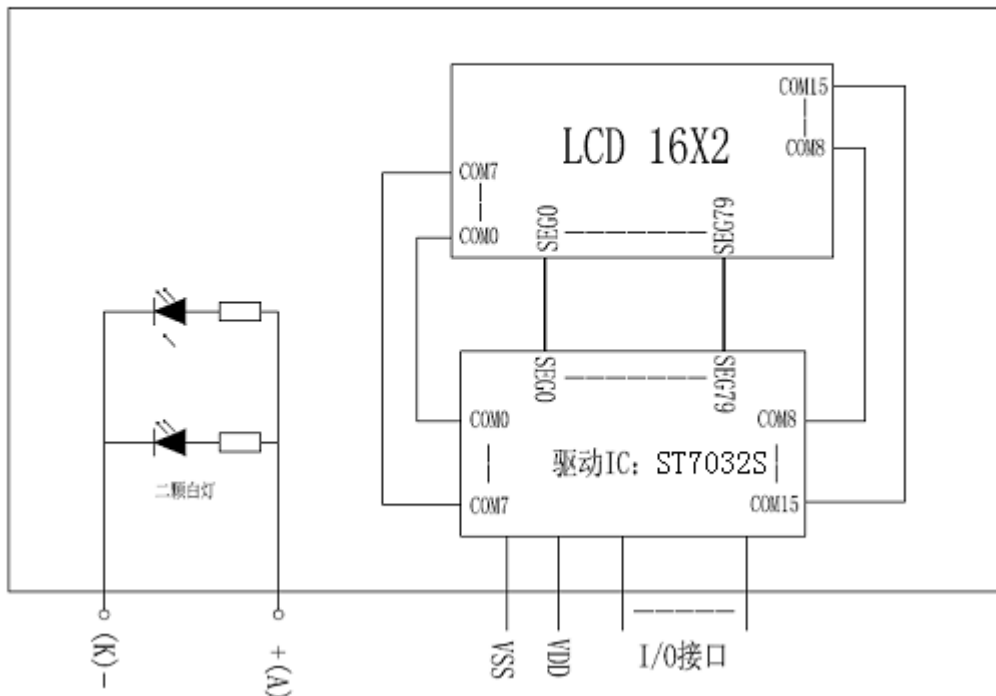 COM15
LCD 16X2
COM8
COM7
COM0
SEG0
SEG79
SEG0
SEG79
COM0
COM8
驱动IC: ST7032S
二颗白灯
COM7
COM15
(K)-
+(A)
VSS
VDD
I/O接口